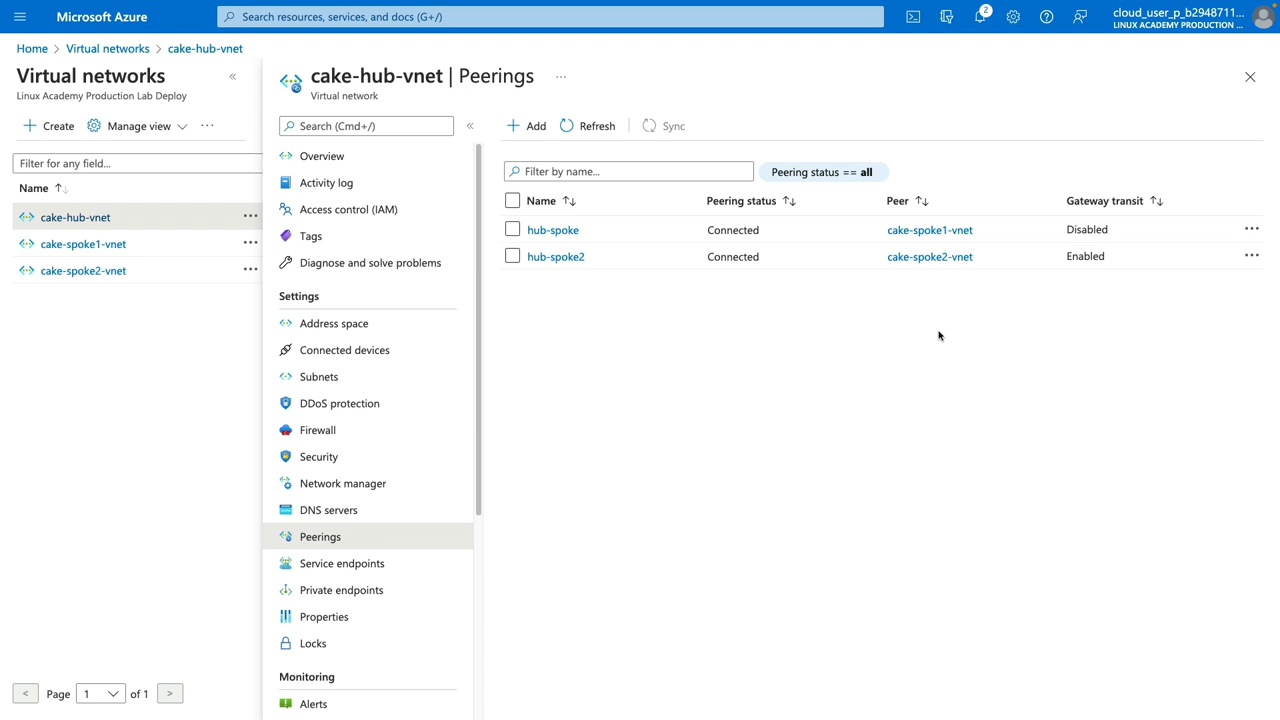 Microsoft Azure
Search resources, services, and docs (G+/)
2
cloud_user_p_b2948711...
LINUX ACADEMY PRODUCTION ...
Home > Virtual networks > cake-hub-vnet
Virtual networks
«
Linux Academy Production Lab Deploy
Create
Manage view
...
Filter for any field...
Name ↑↓
cake-hub-vnet
...
cake-spoke1-vnet
...
cake-spoke2-vnet
...
< Page 1 of 1 >
cake-hub-vnet | Peerings
...
Virtual network
Search (Cmd+/)
«
Overview
Activity log
Access control (IAM)
Tags
Diagnose and solve problems
Settings
Address space
Connected devices
Subnets
DDoS protection
Firewall
Security
Network manager
DNS servers
Peerings
Service endpoints
Private endpoints
Properties
Locks
Monitoring
Alerts
Add
Refresh
Sync
Filter by name...
Peering status == all
Name ↑↓ Peering status ↑↓ Peer ↑↓ Gateway transit ↑↓
hub-spoke Connected cake-spoke1-vnet Disabled ...
hub-spoke2 Connected cake-spoke2-vnet Enabled ...